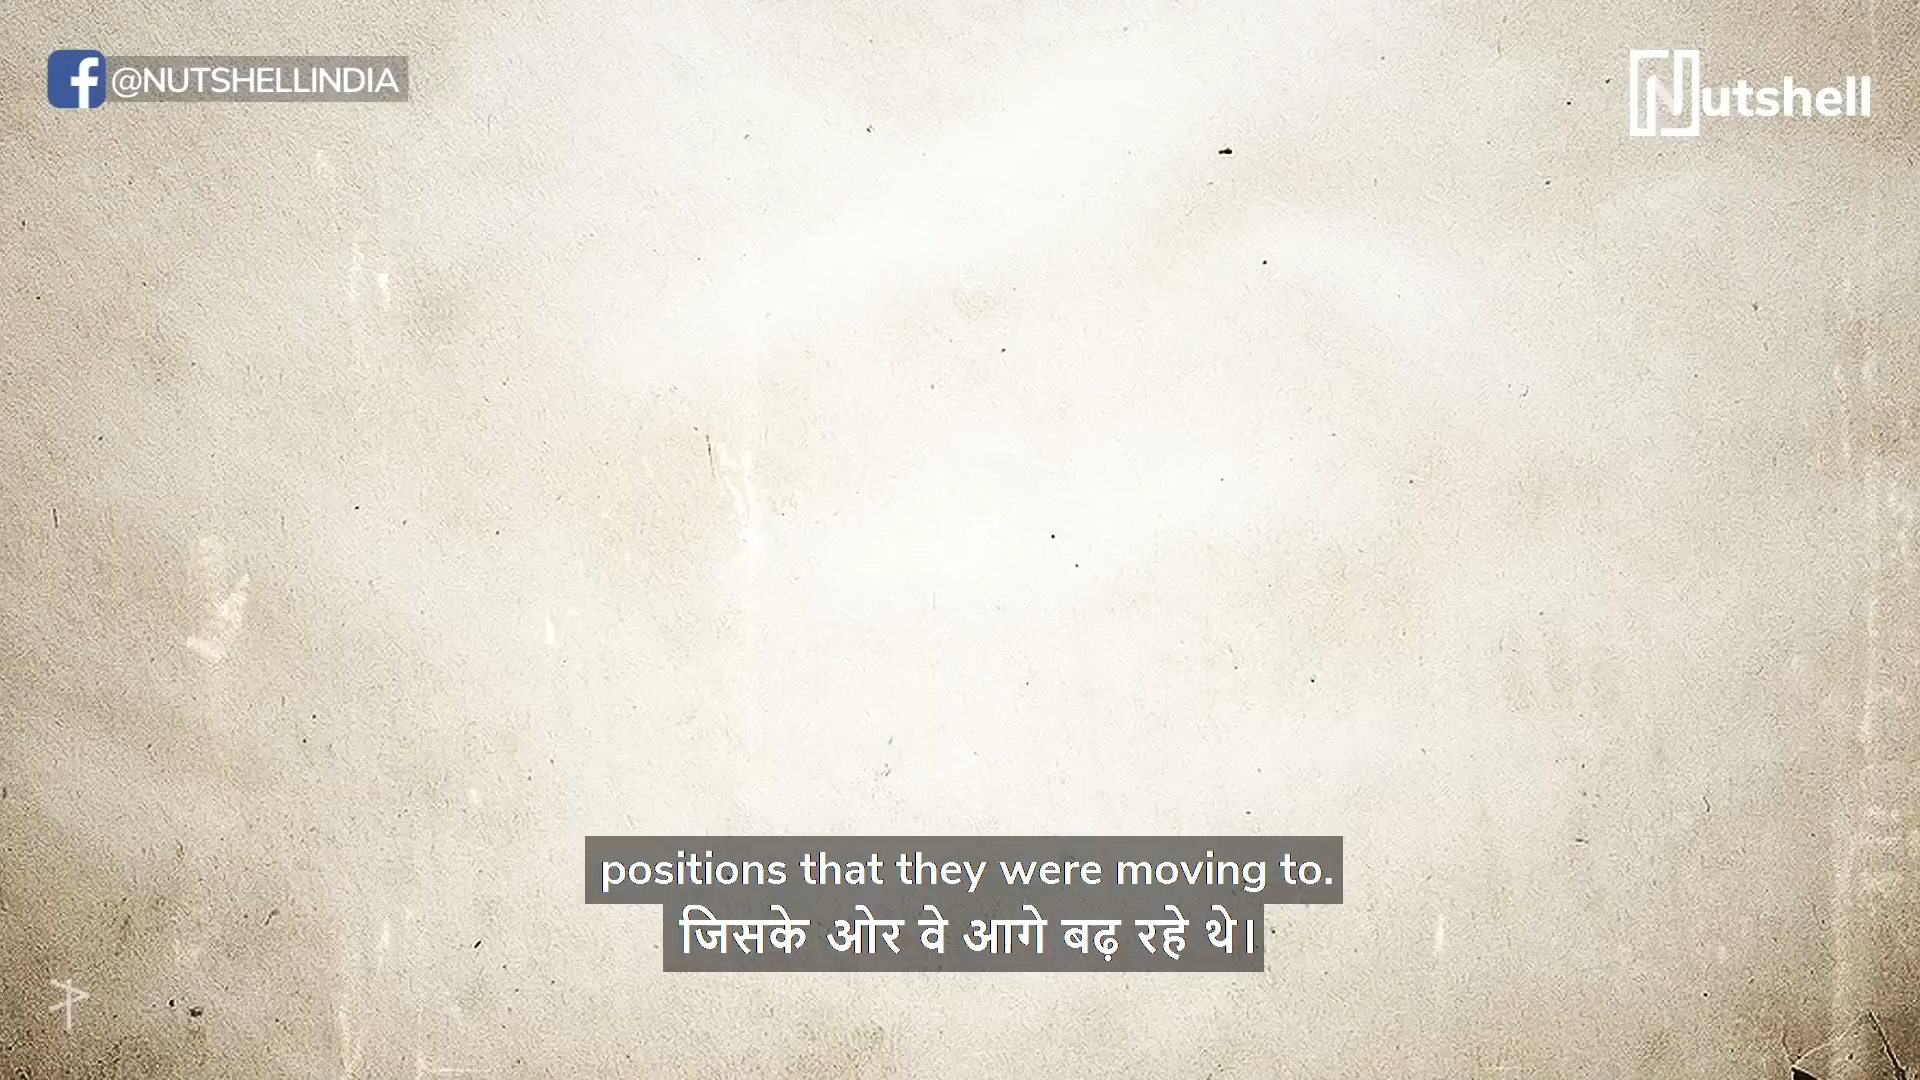 @NUTSHELLINDIA
Nutshell
positions that they were moving to.
जिसके ओर वे आगे बढ़ रहे थे।